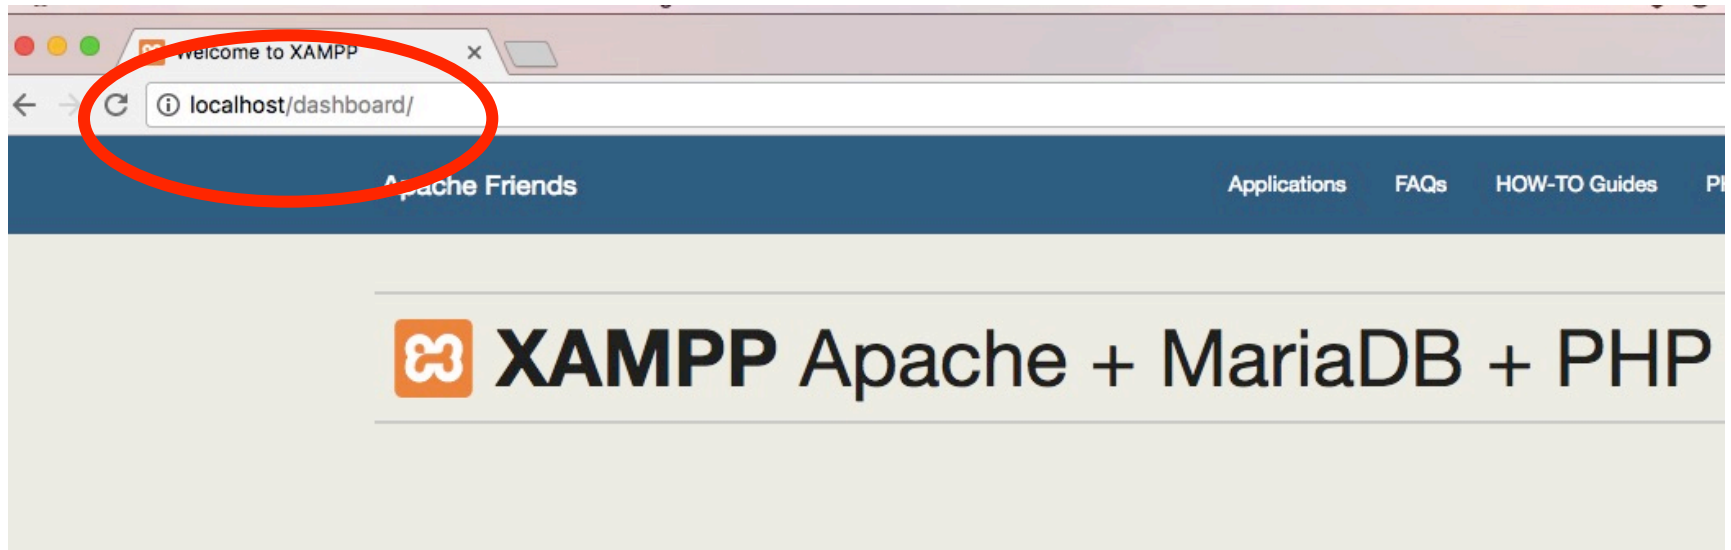 Welcome to XAMPP
localhost/dashboard/
Apache Friends Applications FAQs HOW-TO Guides
XAMPP Apache + MariaDB + PHP